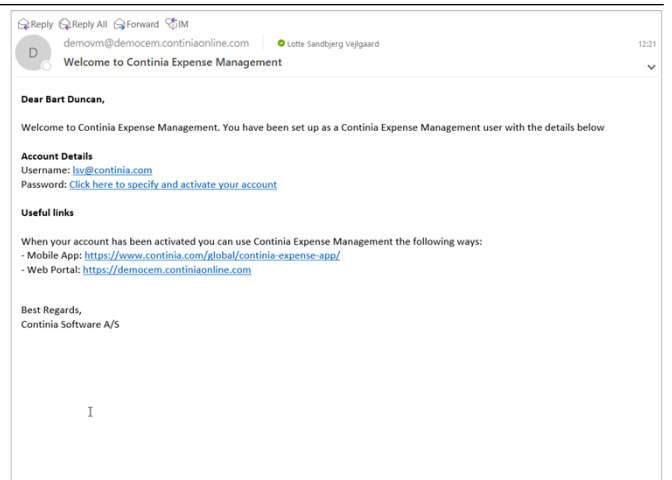 Reply Reply All Forward IM
D
demovm@democem.continiaonline.com Lotte Sandbjerg Vejlgaard 12:21
Welcome to Continia Expense Management
Dear Bart Duncan,
Welcome to Continia Expense Management. You have been set up as a Continia Expense Management user with the details below
Account Details
Username: lsv@continia.com
Password: Click here to specify and activate your account
Useful links
When your account has been activated you can use Continia Expense Management the following ways:
- Mobile App: https://www.continia.com/global/continia-expense-app/
- Web Portal: https://democem.continiaonline.com
Best Regards,
Continia Software A/S